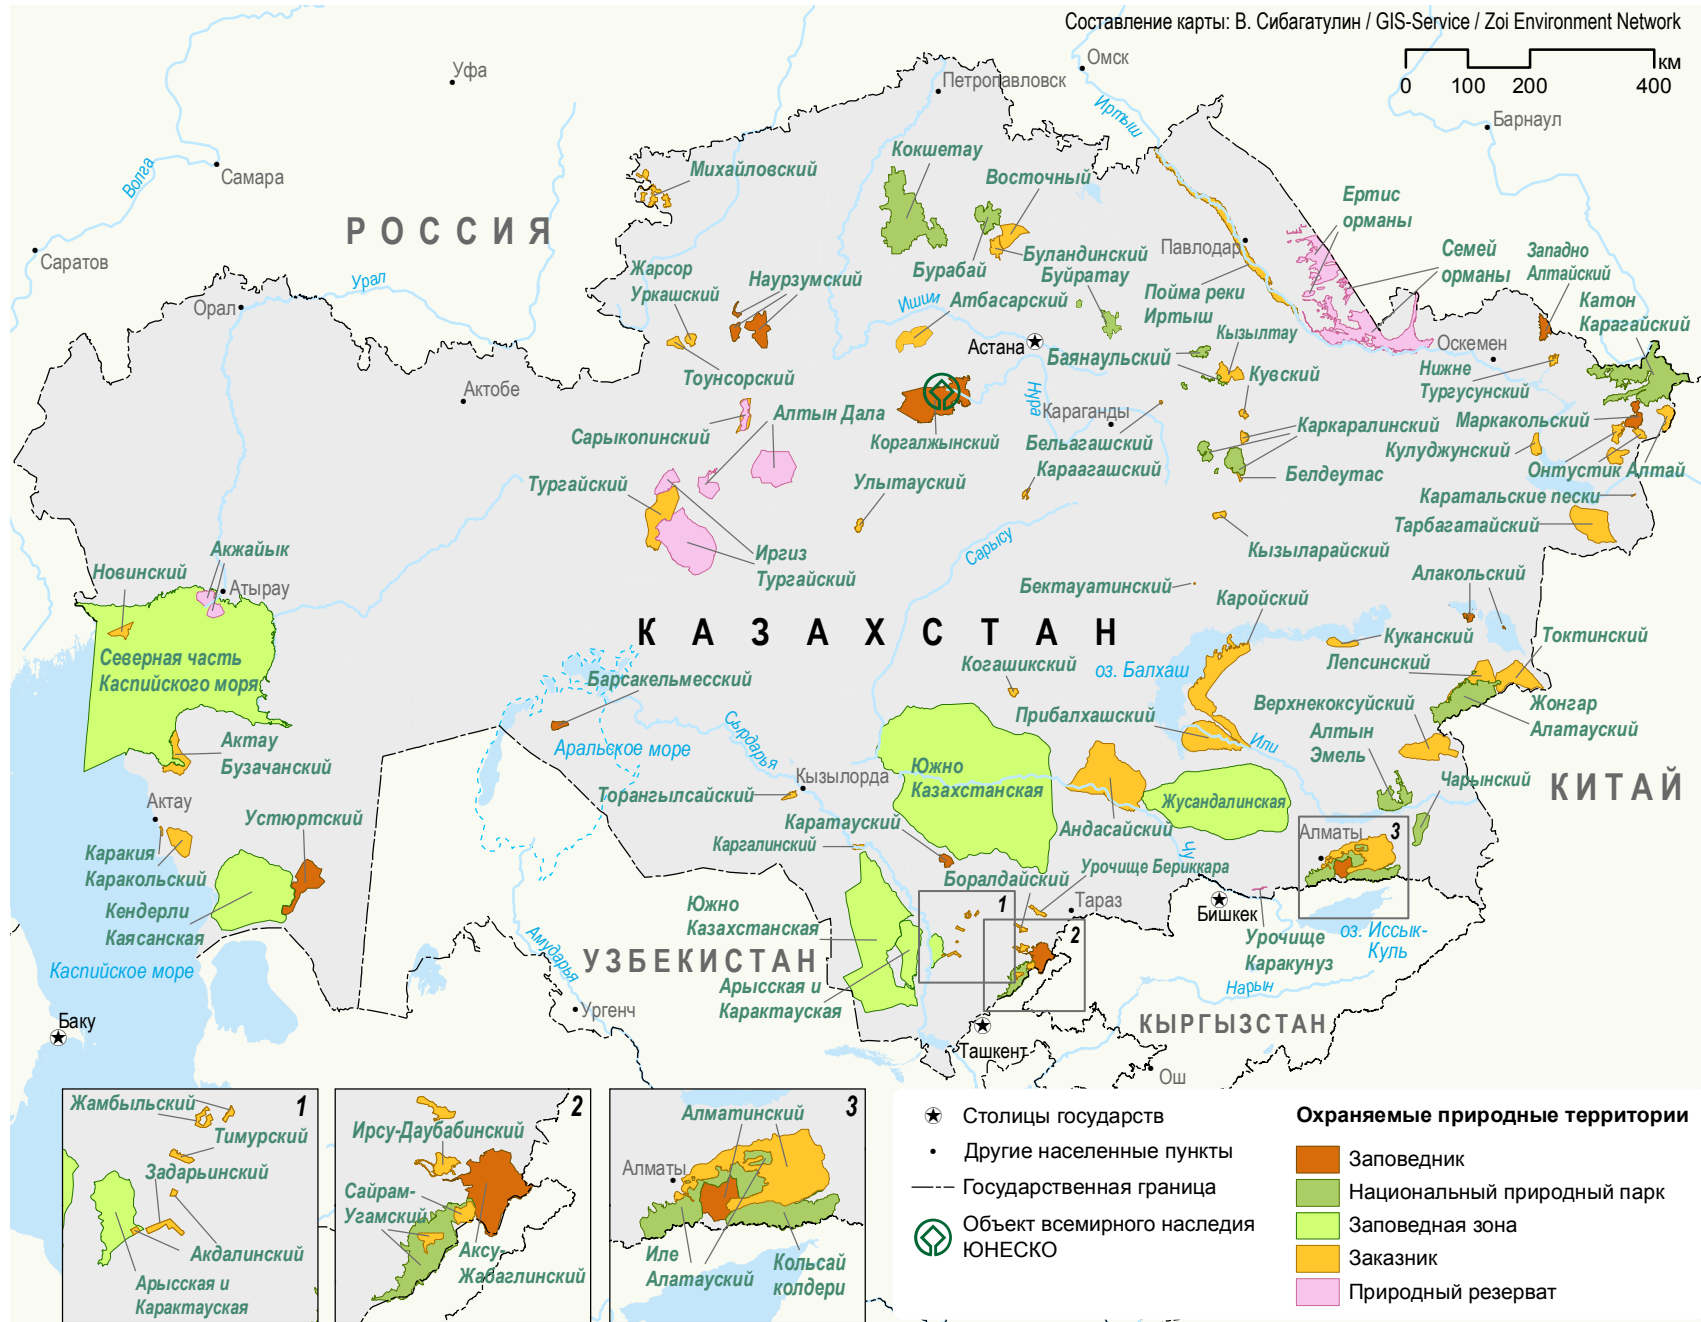 Составление карты: В. Сибагатулин / GIS-Service / Zoi Environment Network
км
0 100 200 400
Омск
Уфа
Петропавловск
Иртыш
Барнаул
Волга
Самара
Михайловский
Кокшетау
Восточный
Ертис
орманы
РОССИЯ
Саратов
Павлодар
Семей
орманы
Западно
Алтайский
Жарсор
Уркашский
Наурзумский
Бурабай
Буландинский
Буйратау
Урал
Орал
Ишим
Атбасарский
Пойма реки
Иртыш
Катон
Карагайский
Астана
Баянаульский
Кызылтау
Оскемен
Тоунсорский
Кувский
Нижне
Тургусунский
Актобе
Нура
Караганды
Сарыкопинский
Алтын Дала
Коргалжынский
Бельагашский
Караагашский
Каркаралинский
Маркакольский
Кулуджунский
Онтустик Алтай
Тургайский
Улытауский
Белдеутас
Каратальские пески
Тарбагатайский
Сарысу
Кызыларайский
Иргиз
Тургайский
Акжайык
Новинский
Атырау
Бектауатинский
Алакольский
Каройский
КАЗАХСТАН
Куканский
Токтинский
Северная часть
Каспийского моря
Когашикский
оз. Балхаш
Лепсинский
Барсакельмесский
Прибалхашский
Верхнекоксуйский
Жонгар
Алатауский
Сырдарья
Или
Алтын
Эмель
Актау
Бузачанский
Аральское море
Южно
Казахстанская
Чарынский
КИТАЙ
Кызылорда
Торангылсайский
Жусандалинская
Актау
Устюртский
Каратауский
Андасайский
Алматы
3
Каргалинский
Чу
Каракия
Каракольский
Боралдайский
Урочище Бериккара
Тараз
Кендерли
Каясанская
Южно
Казахстанская
1
2
Бишкек
Урочище
Каракунуз
оз. Иссык-
Куль
Амударья
УЗБЕКИСТАН
Каспийское море
Арысская и
Карактауская
Нарын
Ургенч
Баку
КЫРГЫЗСТАН
Ташкент
Ош
Жамбыльский
1
Тимурский
Задарьинский
Акдалинский
Арысская и
Карактауская
2
Ирсу-Даубабинский
Сайрам-
Угамский
Аксу-
Жабаглинский
3
Алматинский
Алматы
Иле
Алатауский
Кольсай
колдери
Столицы государств
Другие населенные пункты
Государственная граница
Объект всемирного наследия
ЮНЕСКО
Охраняемые природные территории
Заповедник
Национальный природный парк
Заповедная зона
Заказник
Природный резерват